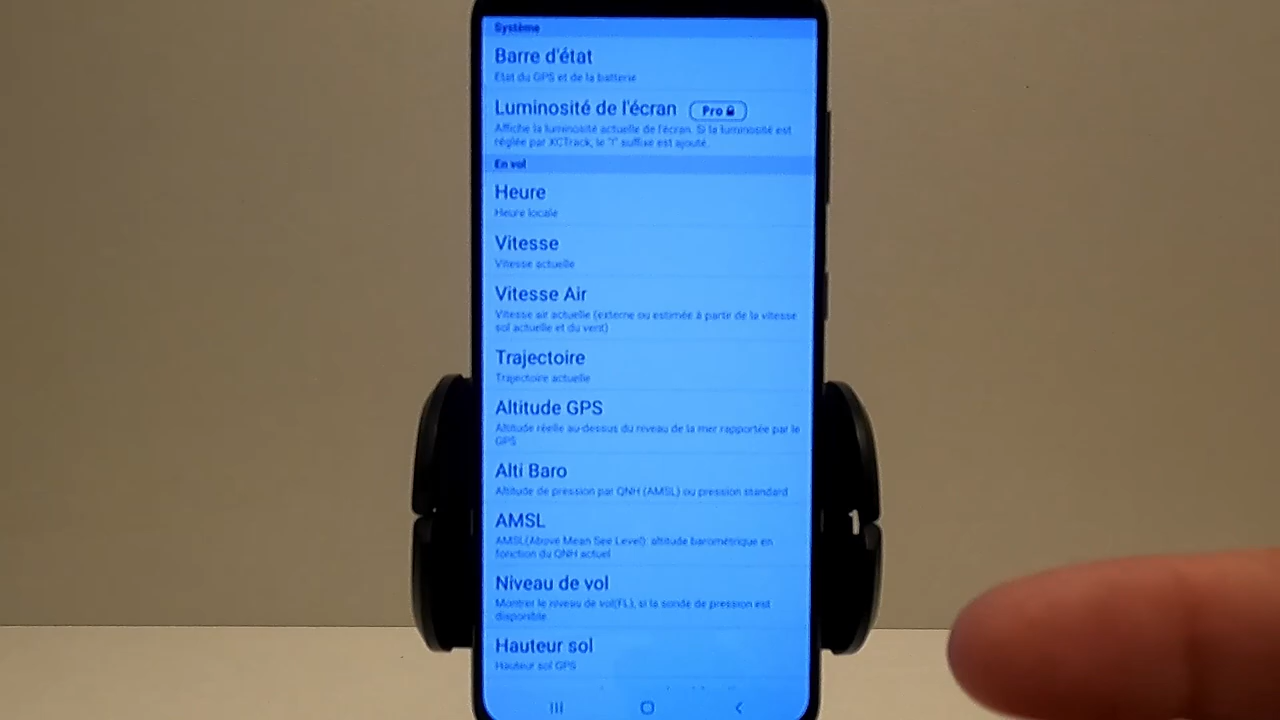 Système
Barre d'état
Etat du GPS et de la batterie
Luminosité de l'écran Pro
Affiche la luminosité actuelle de l'écran. Si la luminosité est
réglée par XCTrack, le "!" suffixe est ajouté.
En vol
Heure
Heure locale
Vitesse
Vitesse actuelle
Vitesse Air
Vitesse air actuelle (externe ou estimée à parte de la vitesse
sol actuelle et du vent)
Trajectoire
Trajectoire actuelle
Altitude GPS
Altitude réelle au-dessus du niveau de la mer rapportée par le
GPS
Alti Baro
Altitude de pression par QNH (AMSL) ou pression standard
AMSL
AMSL(Above Mean See Level): altitude barométrique en
fonction du QNH actuel
Niveau de vol
Montrer le niveau de vol(FL), si la sonde de pression est
disponible
Hauteur sol
Hauteur sol GPS